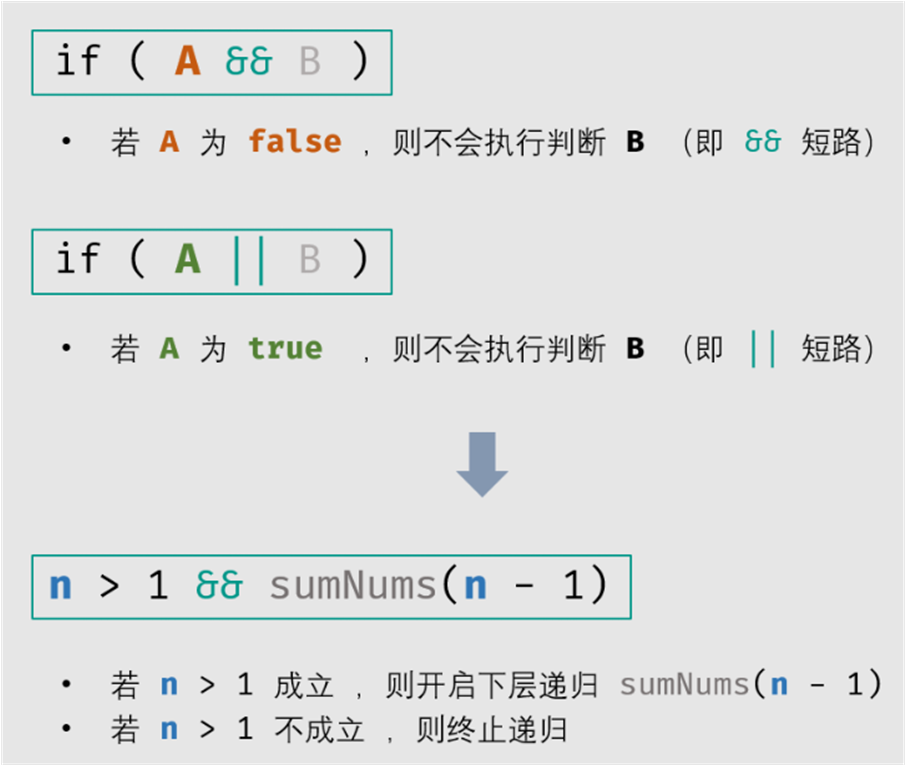 if ( A && B )
• 若 A 为 false ，则不会执行判断 B （即 && 短路）
if ( A || B )
• 若 A 为 true ，则不会执行判断 B （即 || 短路）
n > 1 && sumNums(n - 1)
• 若 n > 1 成立 ，则开启下层递归 sumNums(n - 1)
• 若 n > 1 不成立 ，则终止递归